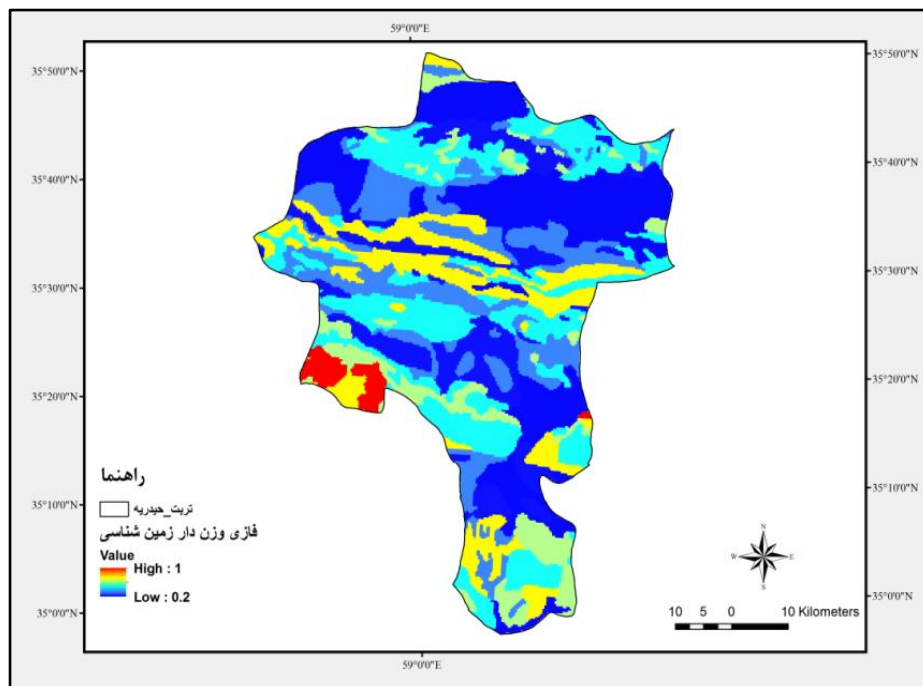 59°0'0"E
35°50'0"N
35°50'0"N
35°40'0"N
35°40'0"N
35°30'0"N
35°30'0"N
35°20'0"N
35°20'0"N
راهنما
35°10'0"N
35°10'0"N
تربت_حیدریه
فازی وزن دار زمین شناسی
Value
High : 1
Low : 0.2
N
W E
S
35°0'0"N
35°0'0"N
10 5 0 10 Kilometers
59°0'0"E